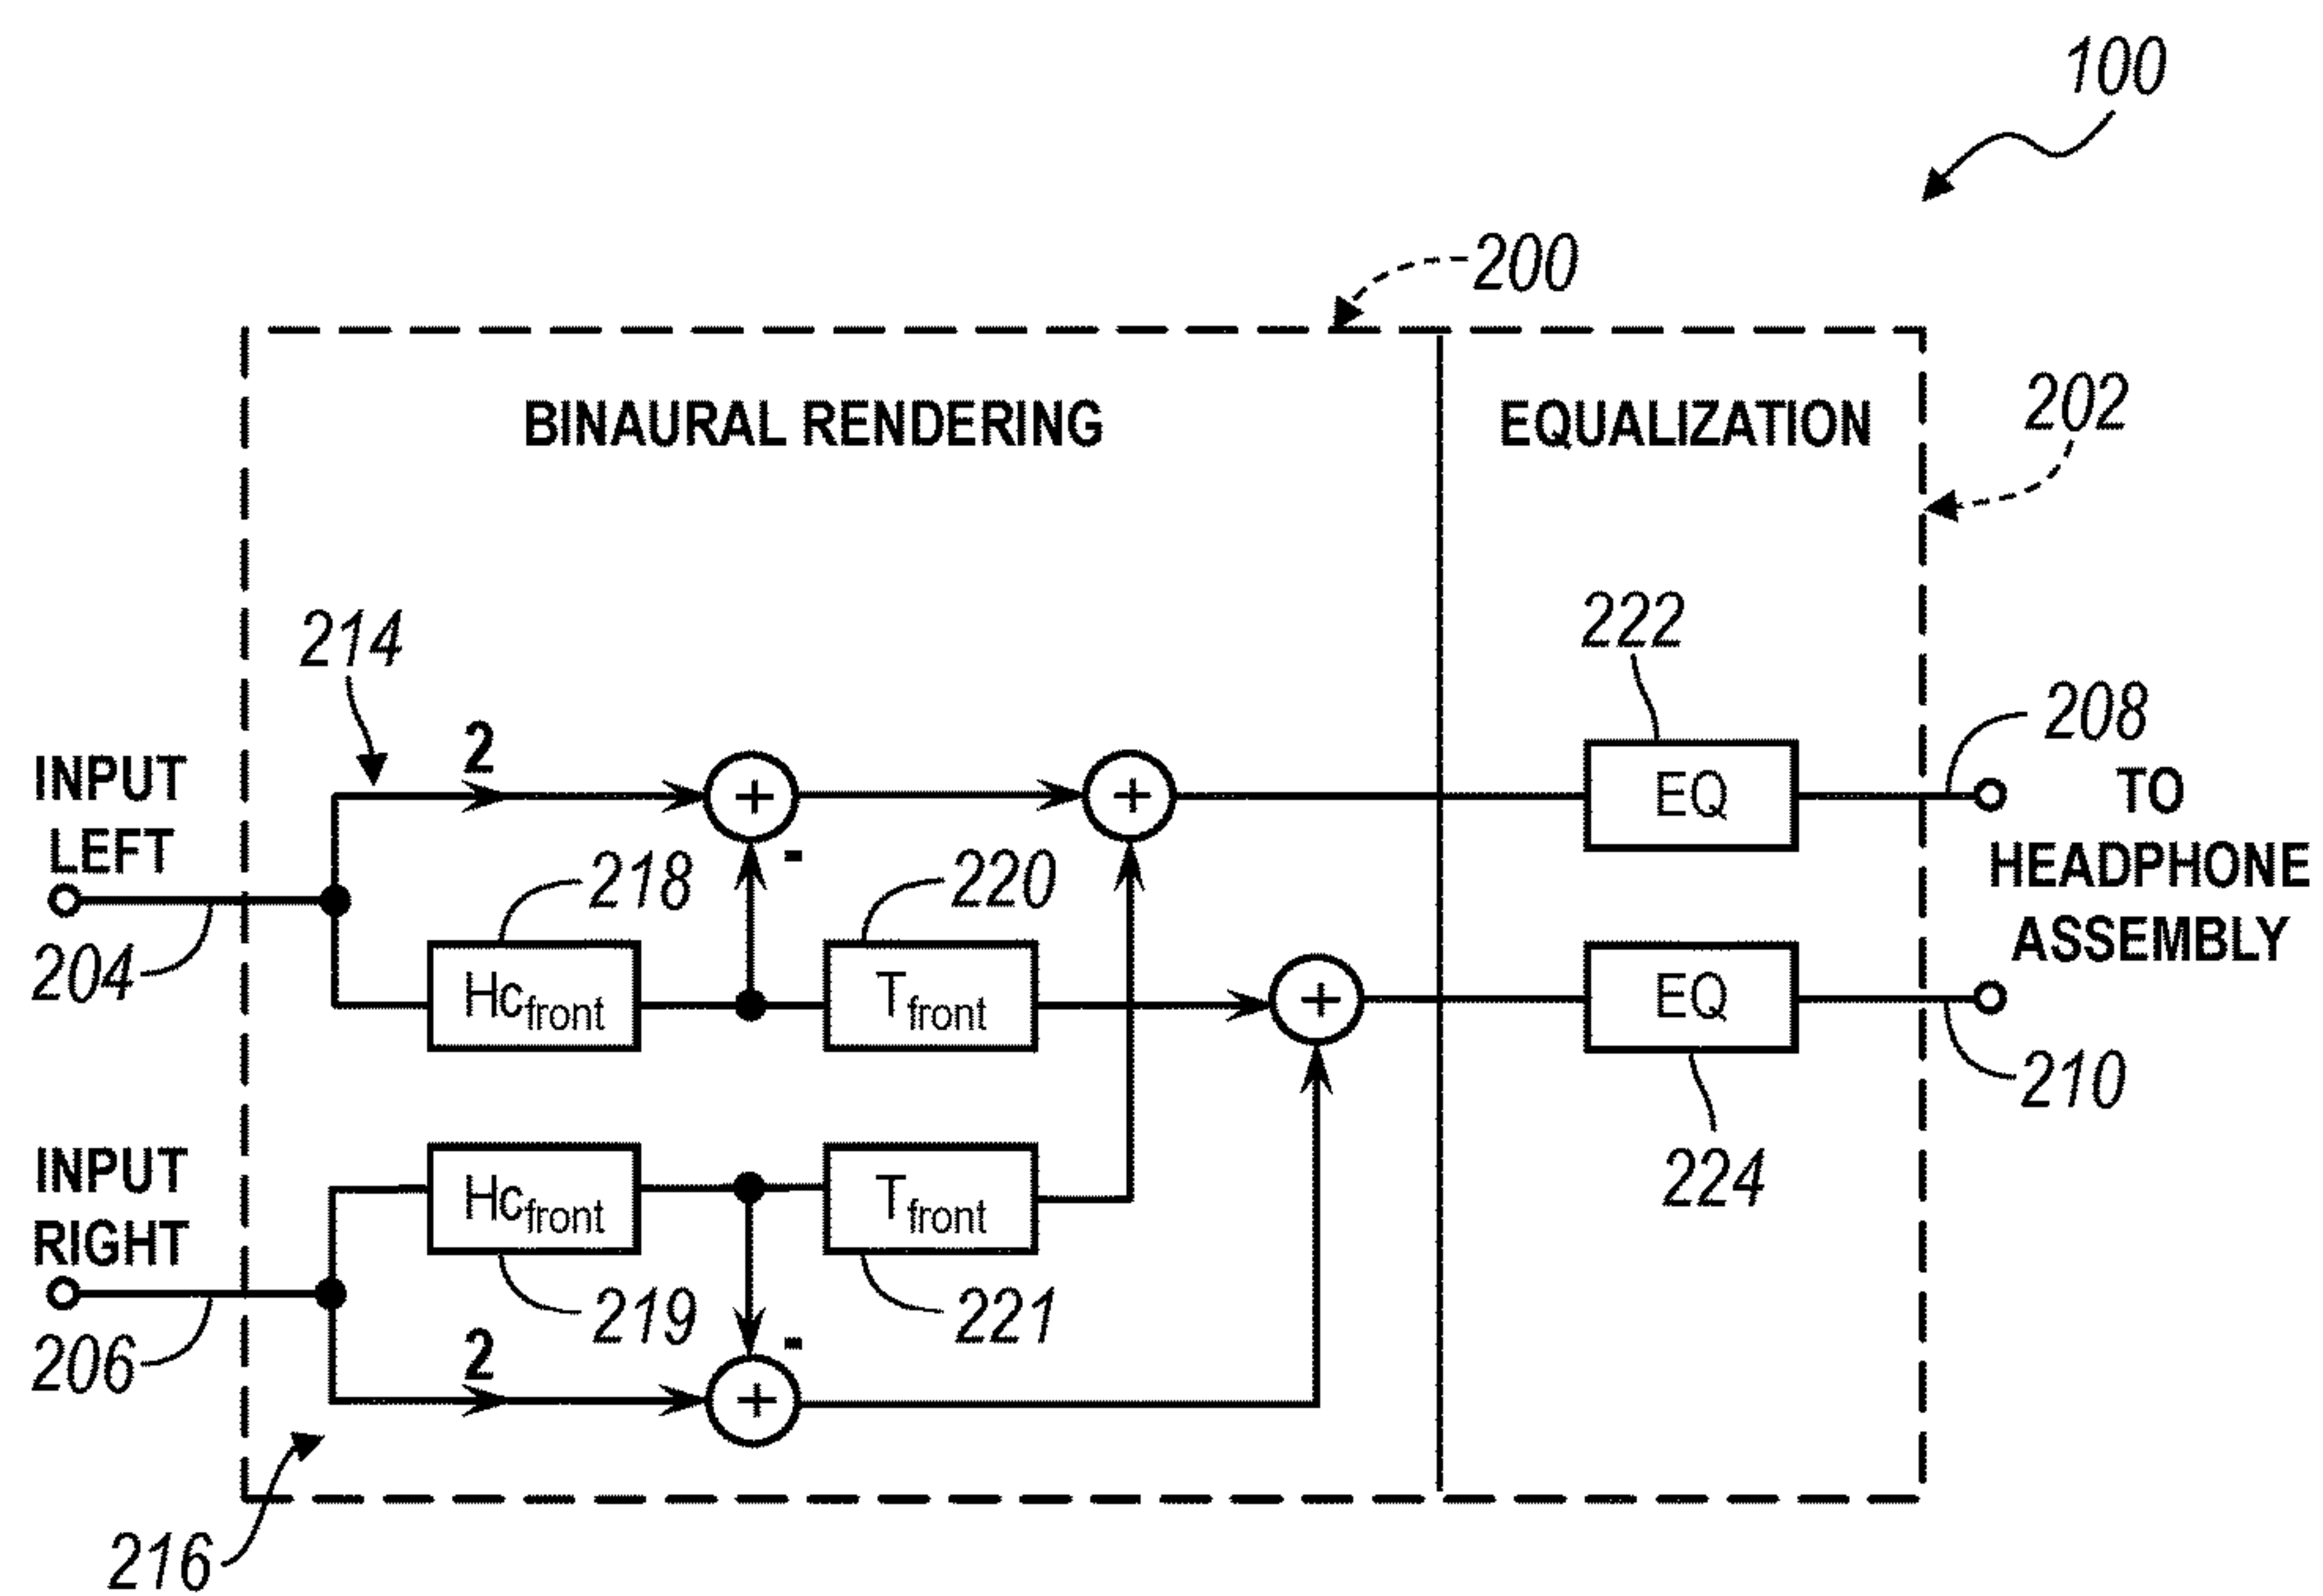 100
200
BINAURAL RENDERING
EQUALIZATION
202
214
222
2
208
INPUT
LEFT
+
+
EQ
TO
HEADPHONE
ASSEMBLY
-
218
220
204
Hcfront
Tfront
+
EQ
210
INPUT
RIGHT
Hcfront
Tfront
224
219
221
206
2
-
+
216